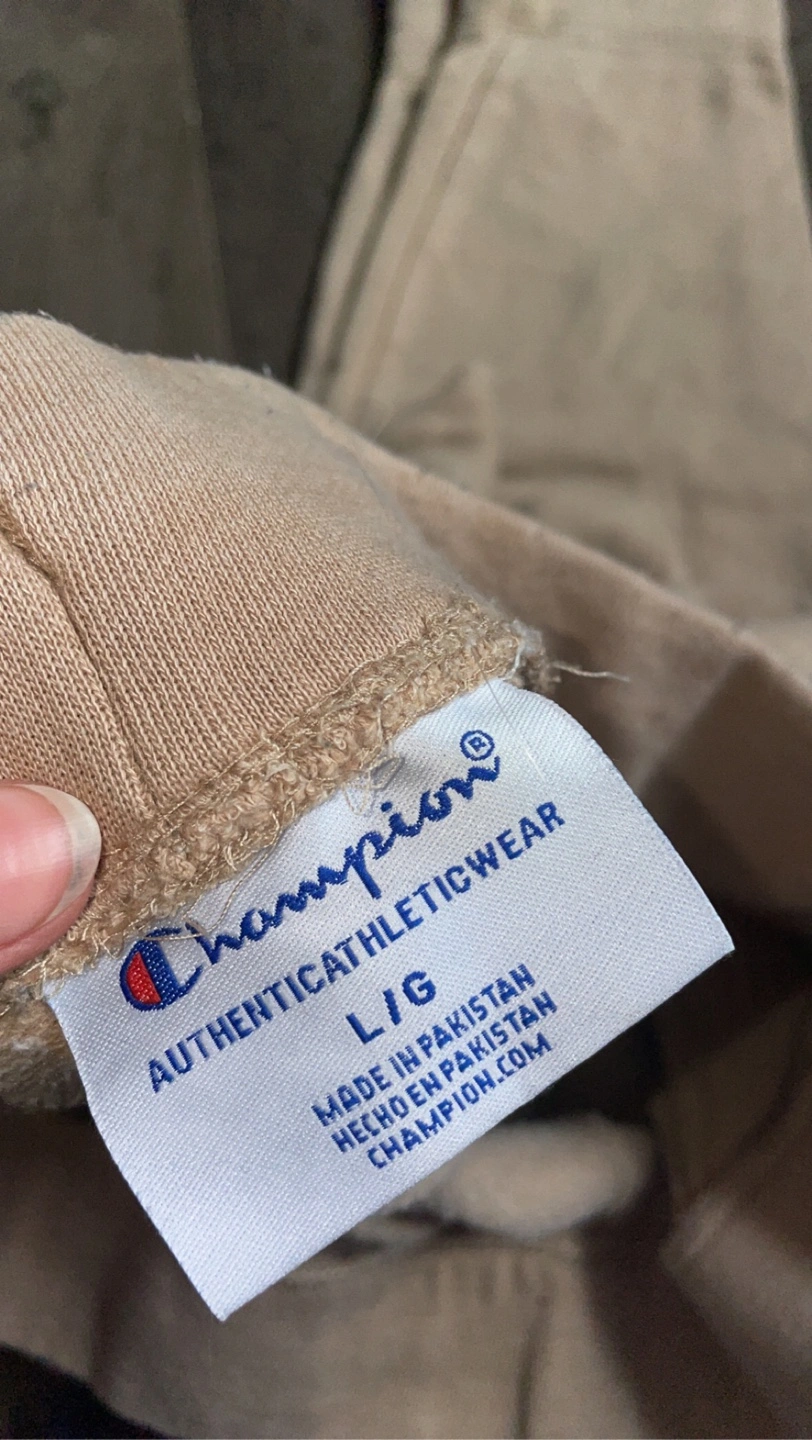 Champion®
AUTHENTICATHLETICWEAR
L/G
MADE IN PAKISTAN
HECHO EN PAKISTAN
CHAMPION.COM